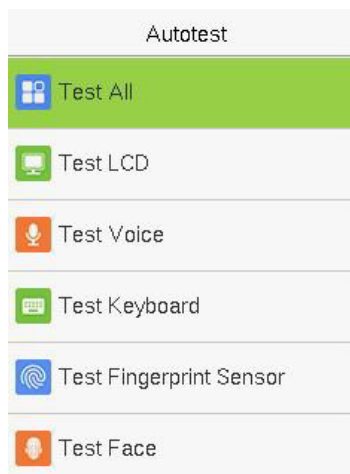 Autotest
Test All
Test LCD
Test Voice
Test Keyboard
Test Fingerprint Sensor
Test Face